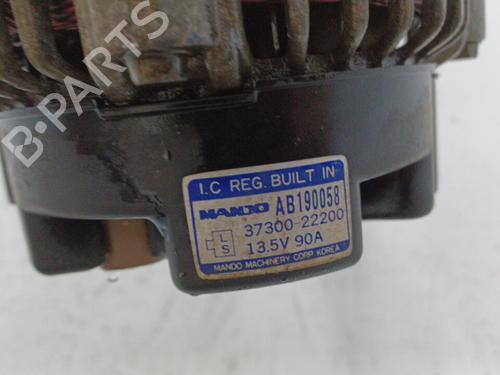 B-PARTS
I.C REG. BUILT IN
MANDO AB190058
37300-22200
L S 13.5V 90A
MANDO MACHINERY CORP KOREA